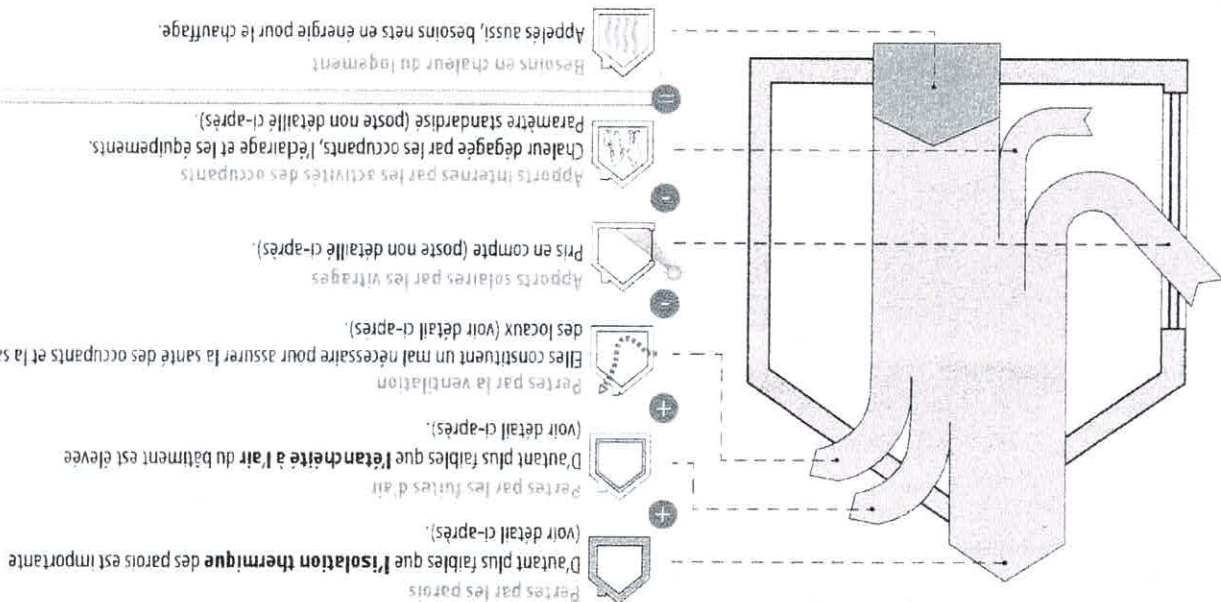 Pertes par les parois
D'autant plus faibles que l'isolation thermique des parois est importante
(voir détail ci-après).
+
Pertes par les fuites d'air
D'autant plus faibles que l'étanchéité à l'air du bâtiment est élevée
(voir détail ci-après).
+
Pertes par la ventilation
Elles constituent un mal nécessaire pour assurer la santé des occupants et la sa
des locaux (voir détail ci-après).
-
Apports solaires par les vitrages
Pris en compte (poste non détaillé ci-après).
-
Apports internes par les activités des occupants
Chaleur dégagée par les occupants, l'éclairage et les équipements.
Paramètre standardisé (poste non détaillé ci-après).
=
Besoins en chaleur du logement
Appelés aussi, besoins nets en énergie pour le chauffage.